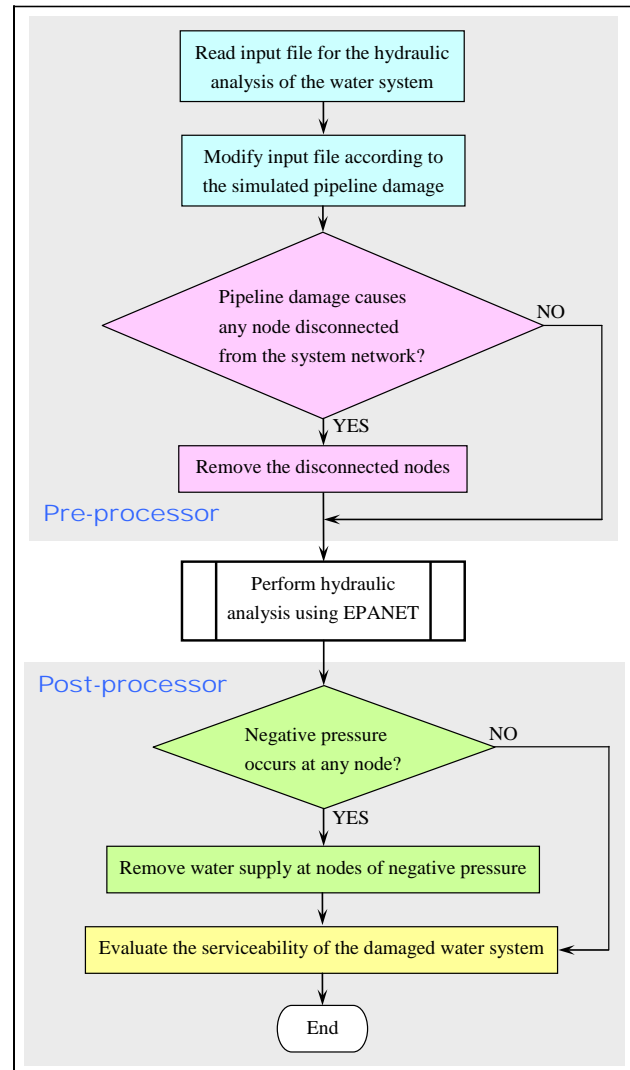 Read input file for the hydraulic
analysis of the water system
Modify input file according to
the simulated pipeline damage
Pipeline damage causes
any node disconnected
from the system network?
NO
YES
Remove the disconnected nodes
Pre-processor
Perform hydraulic
analysis using EPANET
Post-processor
Negative pressure
occurs at any node?
NO
YES
Remove water supply at nodes of negative pressure
Evaluate the serviceability of the damaged water system
End